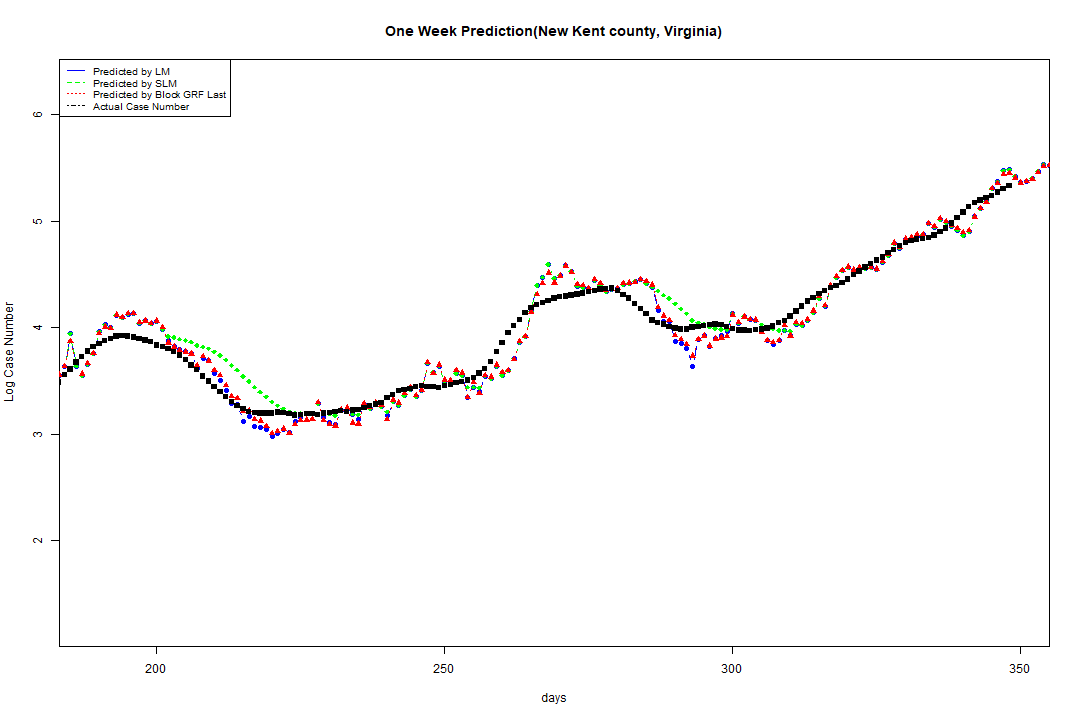 One Week Prediction(New Kent county, Virginia)
Predicted by LM
Predicted by SLM
Predicted by Block GRF Last
Actual Case Number
Log Case Number
6
5
4
3
2
200
250
300
350
days